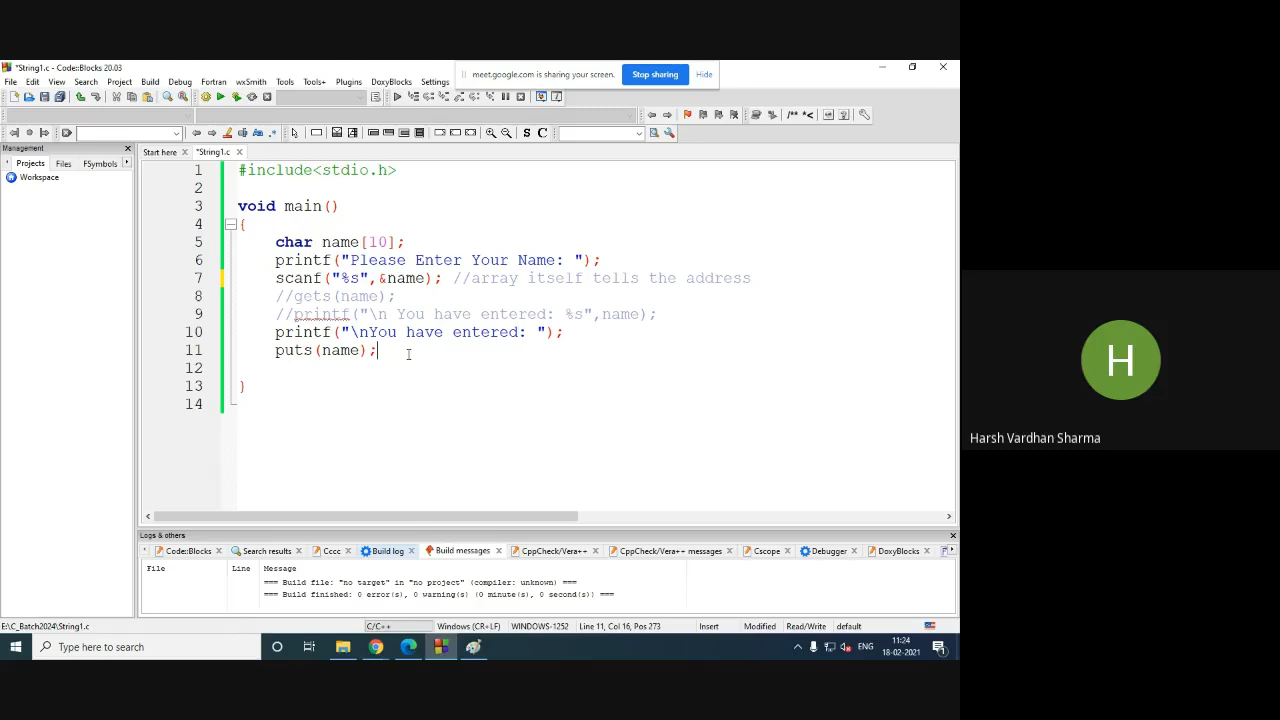 *String1.c - Code::Blocks 20.03
meet.google.com is sharing your screen.
Stop sharing
Hide
File Edit View Search Project Build Debug Fortran wxSmith Tools Tools+ Plugins DoxyBlocks Settings
Management
Projects Files FSymbols
Workspace
Start here *String1.c
1 #include<stdio.h>
2
3 void main()
4 {
5 char name[10];
6 printf("Please Enter Your Name: ");
7 scanf("%s",&name); //array itself tells the address
8 //gets(name);
9 //printf("\n You have entered: %s",name);
10 printf("\nYou have entered: ");
11 puts(name);
12
13 }
14
H
Harsh Vardhan Sharma
Logs & others
Code::Blocks Search results Cccc Build log Build messages CppCheck/Vera++ CppCheck/Vera++ messages Cscope Debugger DoxyBlocks F
File Line Message
=== Build file: "no target" in "no project" (compiler: unknown) ===
=== Build finished: 0 error(s), 0 warning(s) (0 minute(s), 0 second(s)) ===
E:\C_Batch2024\String1.c C/C++ Windows (CR+LF) WINDOWS-1252 Line 11, Col 16, Pos 273 Insert Modified Read/Write default
Type here to search
ENG
11:24
18-02-2021
1